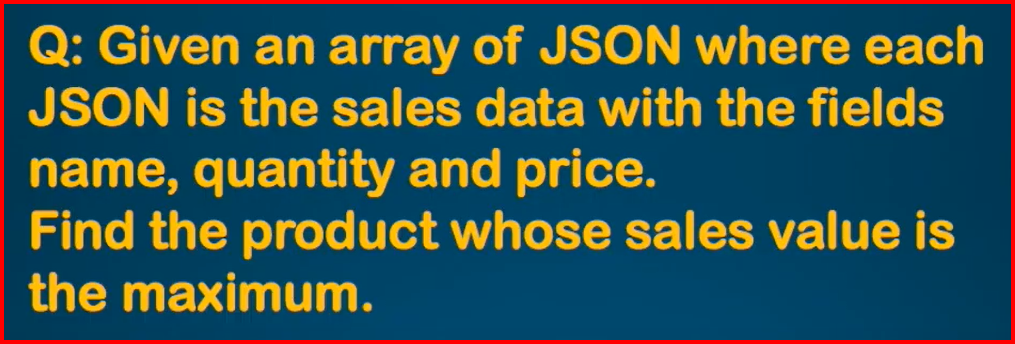 Q: Given an array of JSON where each
JSON is the sales data with the fields
name, quantity and price.
Find the product whose sales value is
the maximum.